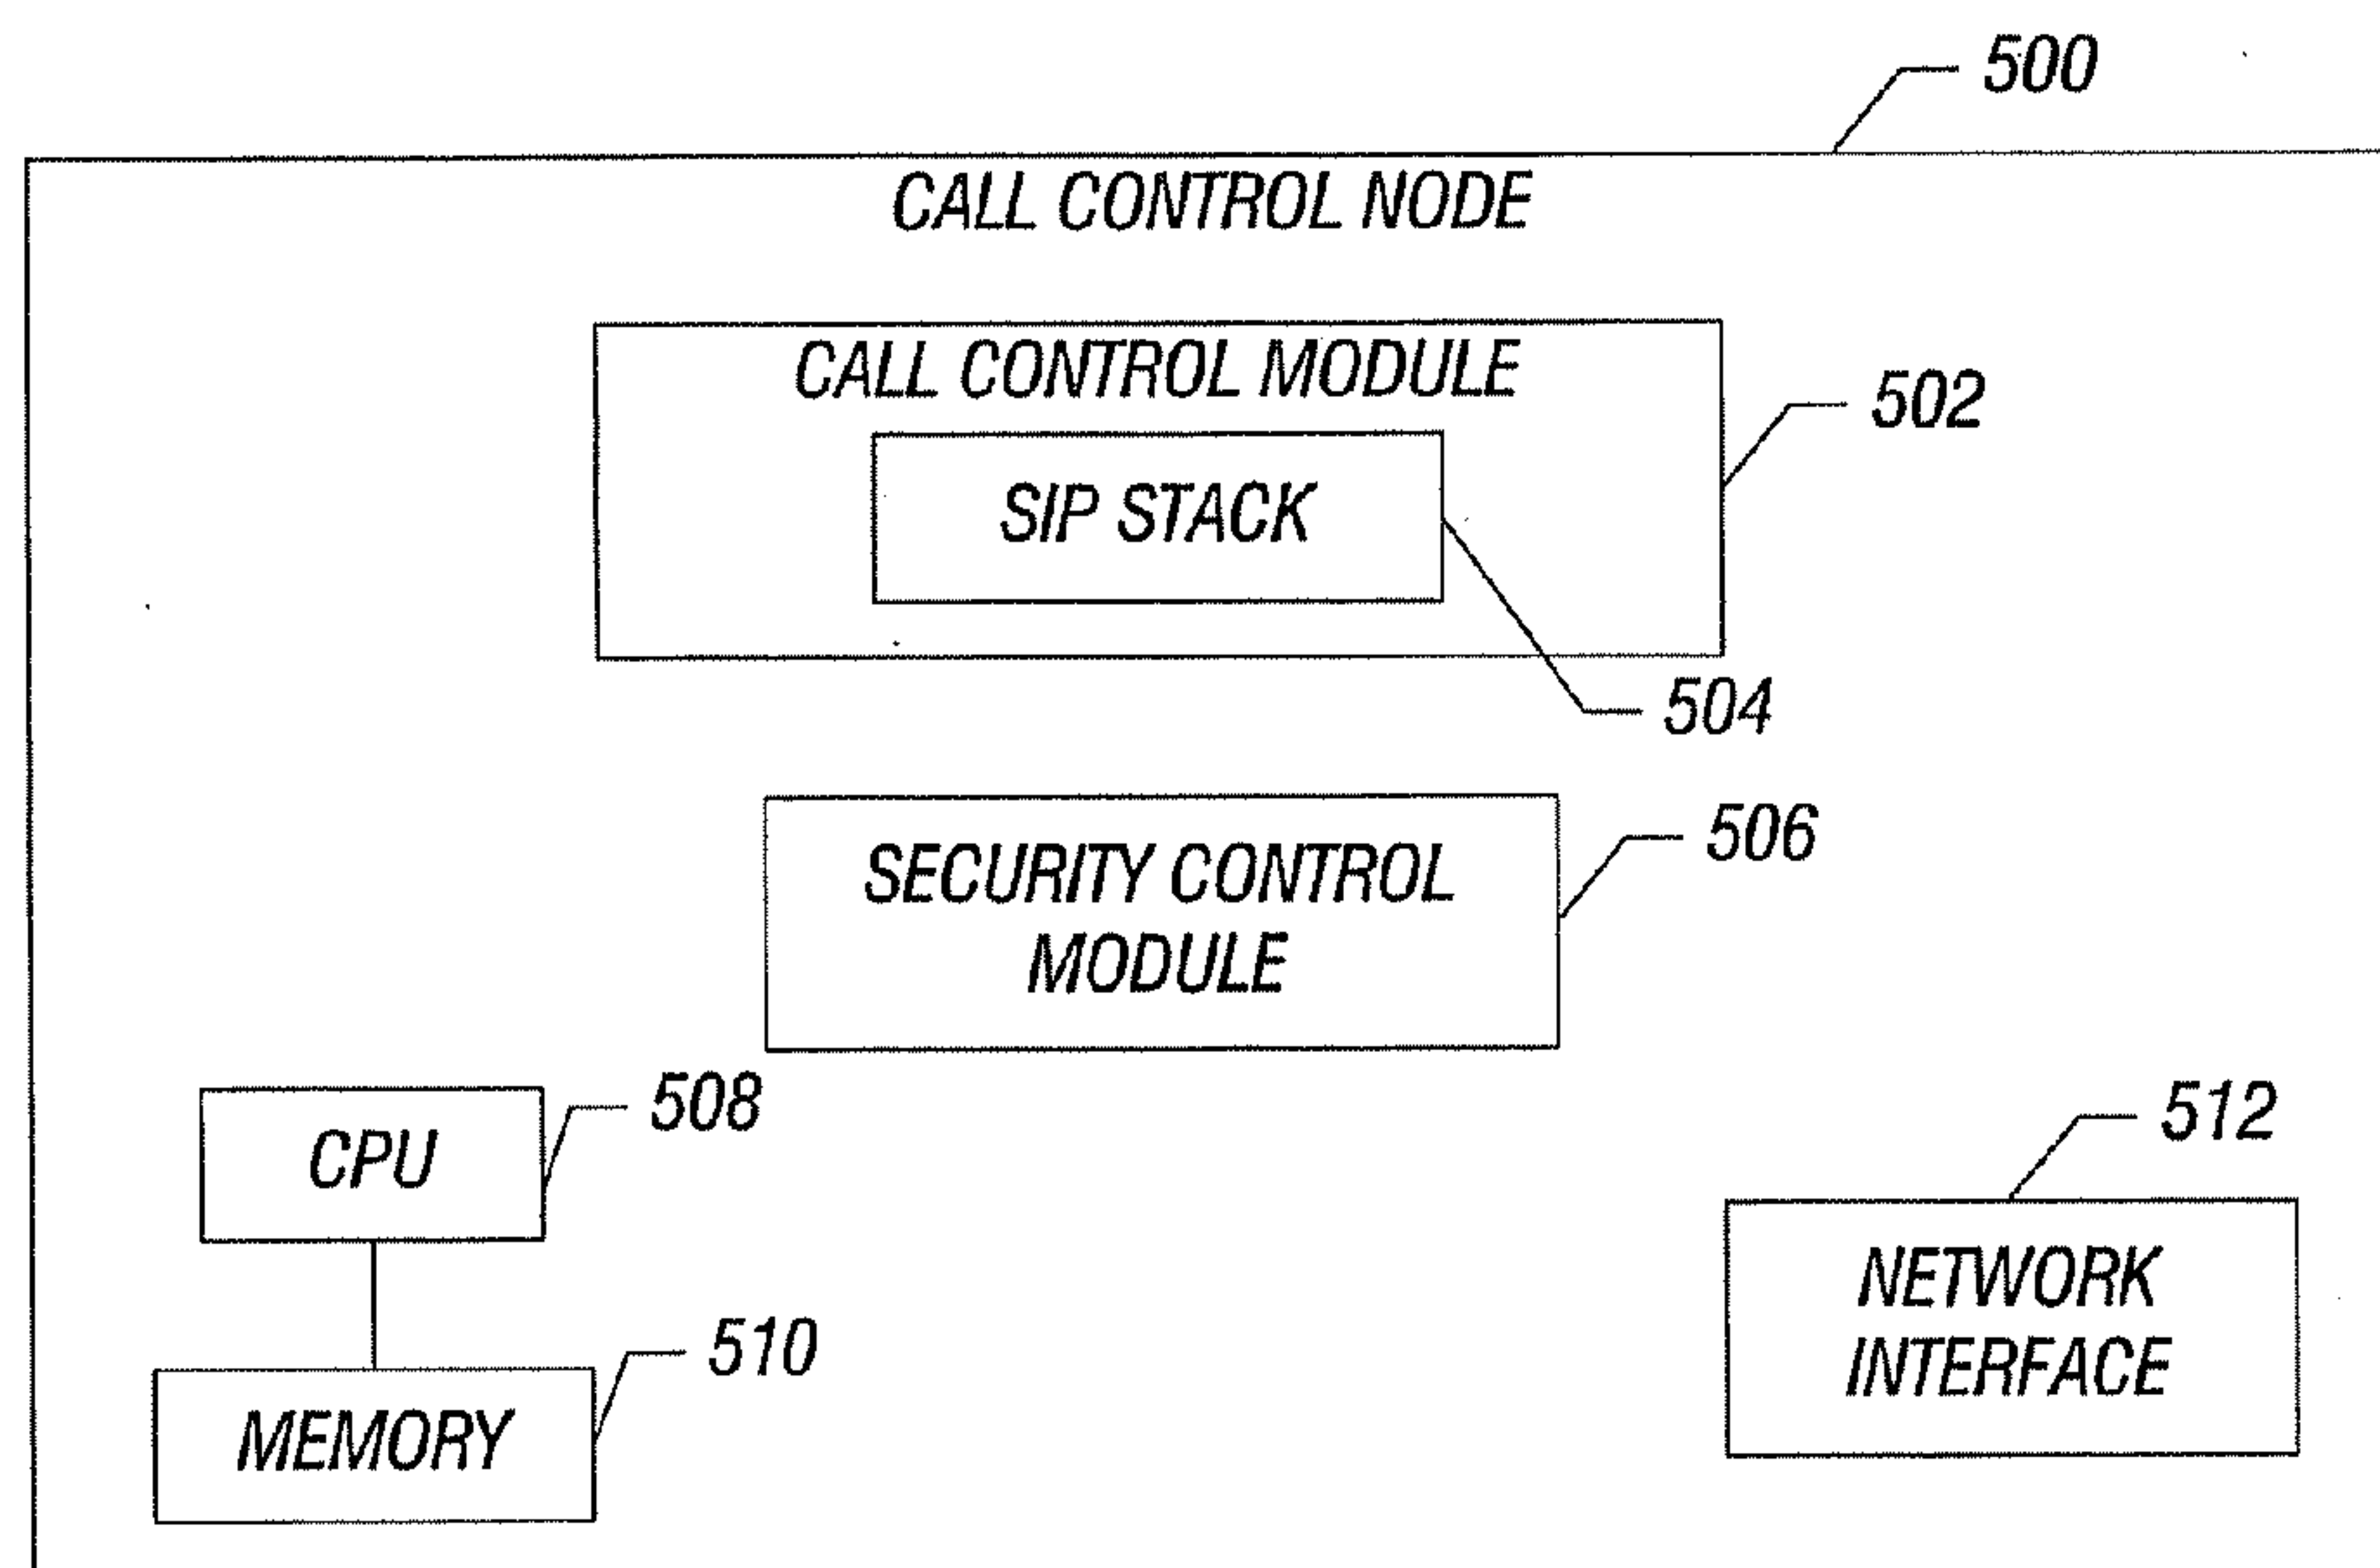 500
CALL CONTROL NODE
CALL CONTROL MODULE
502
SIP STACK
504
SECURITY CONTROL
MODULE
506
CPU
508
MEMORY
510
512
NETWORK
INTERFACE